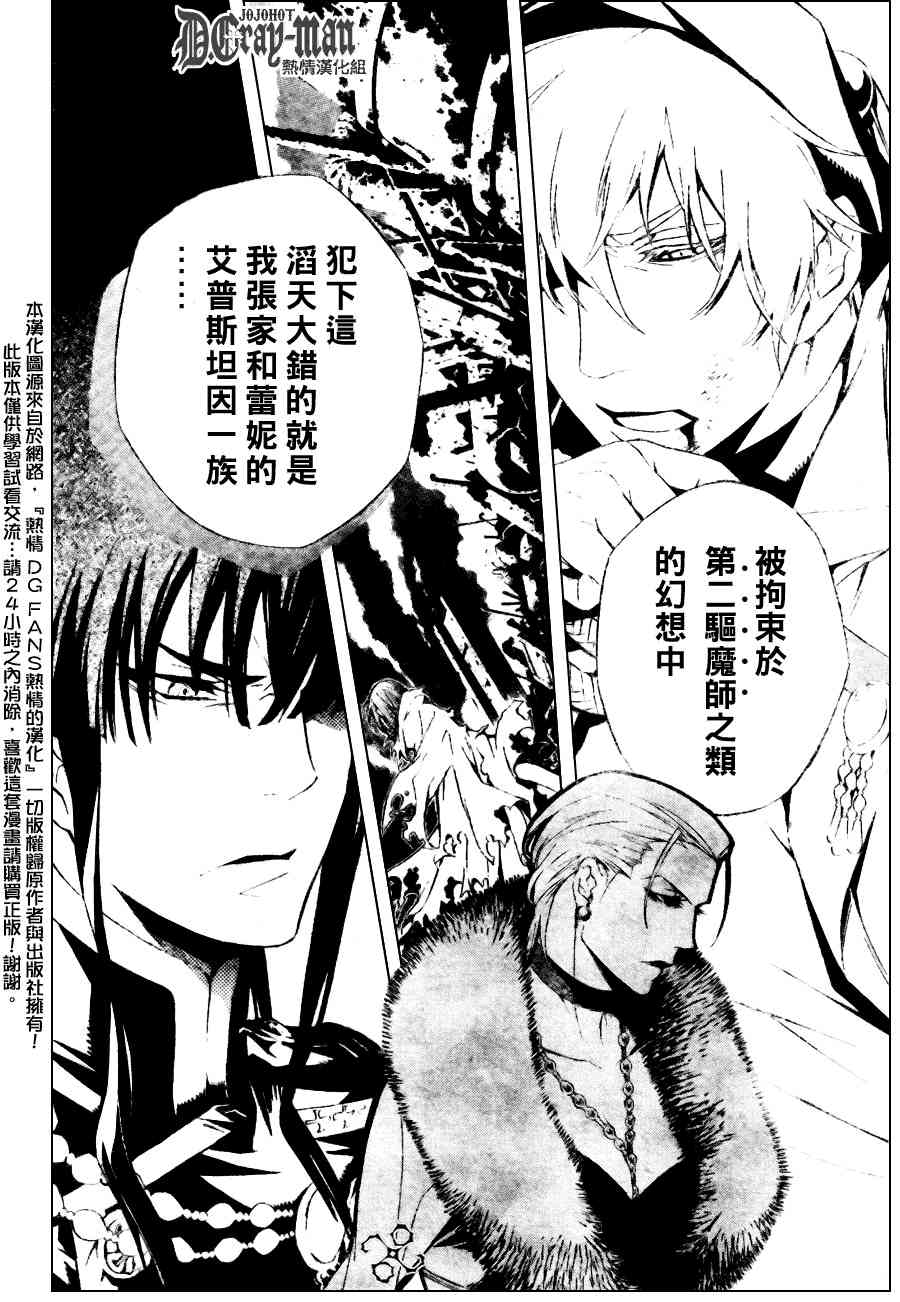 JOJOHOT
D.Gray-man
熱情漢化組
被拘束於
第二驅魔師之類
的幻想中
犯下這
滔天大錯的就是
我張家和蕾妮的
艾普斯坦因一族
……
本漢化圖源來自於網路，『熱情DG FANS熱情的漢化』一切版權歸原作者與出版社擁有！
此版本僅供學習試看交流…請24小時之內消除，喜歡這套漫畫請購買正版！謝謝。